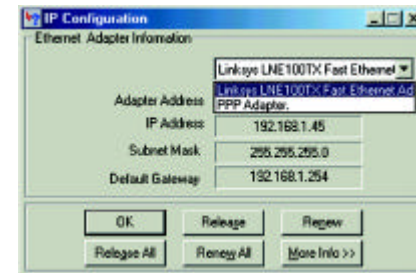 IP Configuration
Ethernet Adapter Information
Linksys LNE100TX Fast Ethernet
Linksys LNE100TX Fast Ethernet Ad
PPP Adapter.
Adapter Address
IP Address 192.168.1.45
Subnet Mask 255.255.255.0
Default Gateway 192.168.1.254
OK Release Renew
Release All Renew All More Info >>